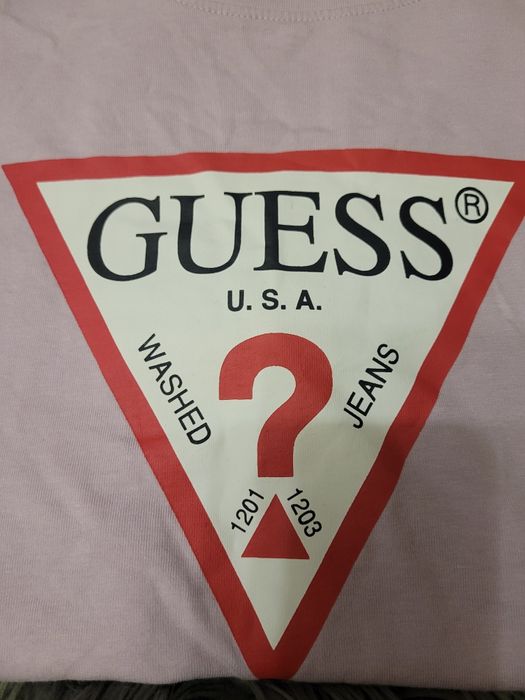 GUESS®
U.S.A.
WASHED ? JEANS
1201 1203